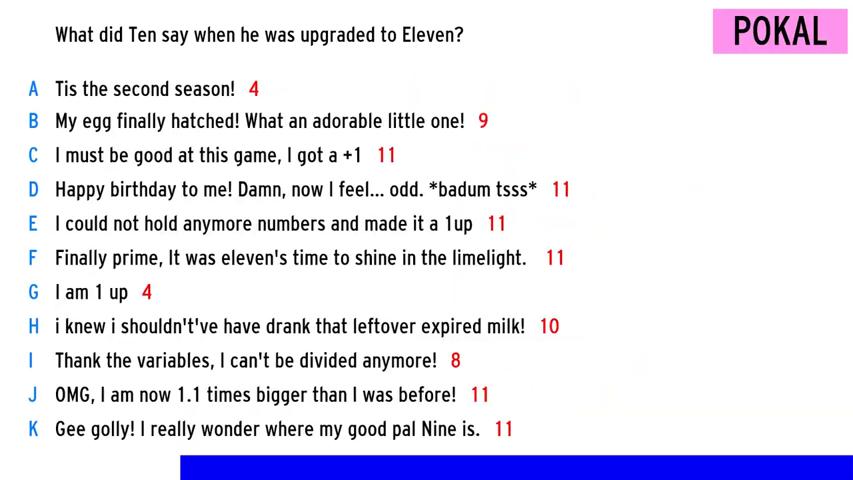 What did Ten say when he was upgraded to Eleven?
POKAL
A Tis the second season! 4
B My egg finally hatched! What an adorable little one! 9
C I must be good at this game, I got a +1 11
D Happy birthday to me! Damn, now I feel... odd. *badum tsss* 11
E I could not hold anymore numbers and made it a 1up 11
F Finally prime, It was eleven's time to shine in the limelight. 11
G I am 1 up 4
H i knew i shouldn't've have drank that leftover expired milk! 10
I Thank the variables, I can't be divided anymore! 8
J OMG, I am now 1.1 times bigger than I was before! 11
K Gee golly! I really wonder where my good pal Nine is. 11